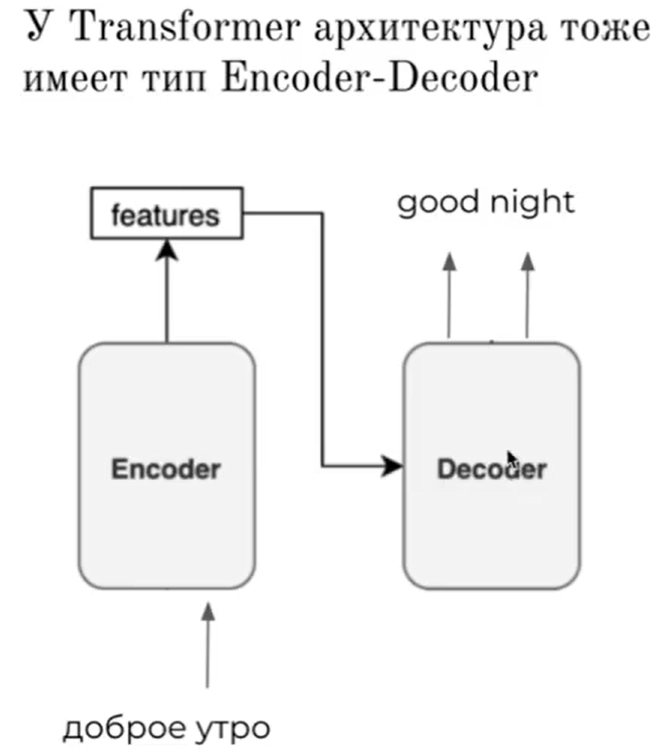 У Transformer архитектура тоже
имеет тип Encoder-Decoder
features
good night
Encoder
Decoder
доброе утро